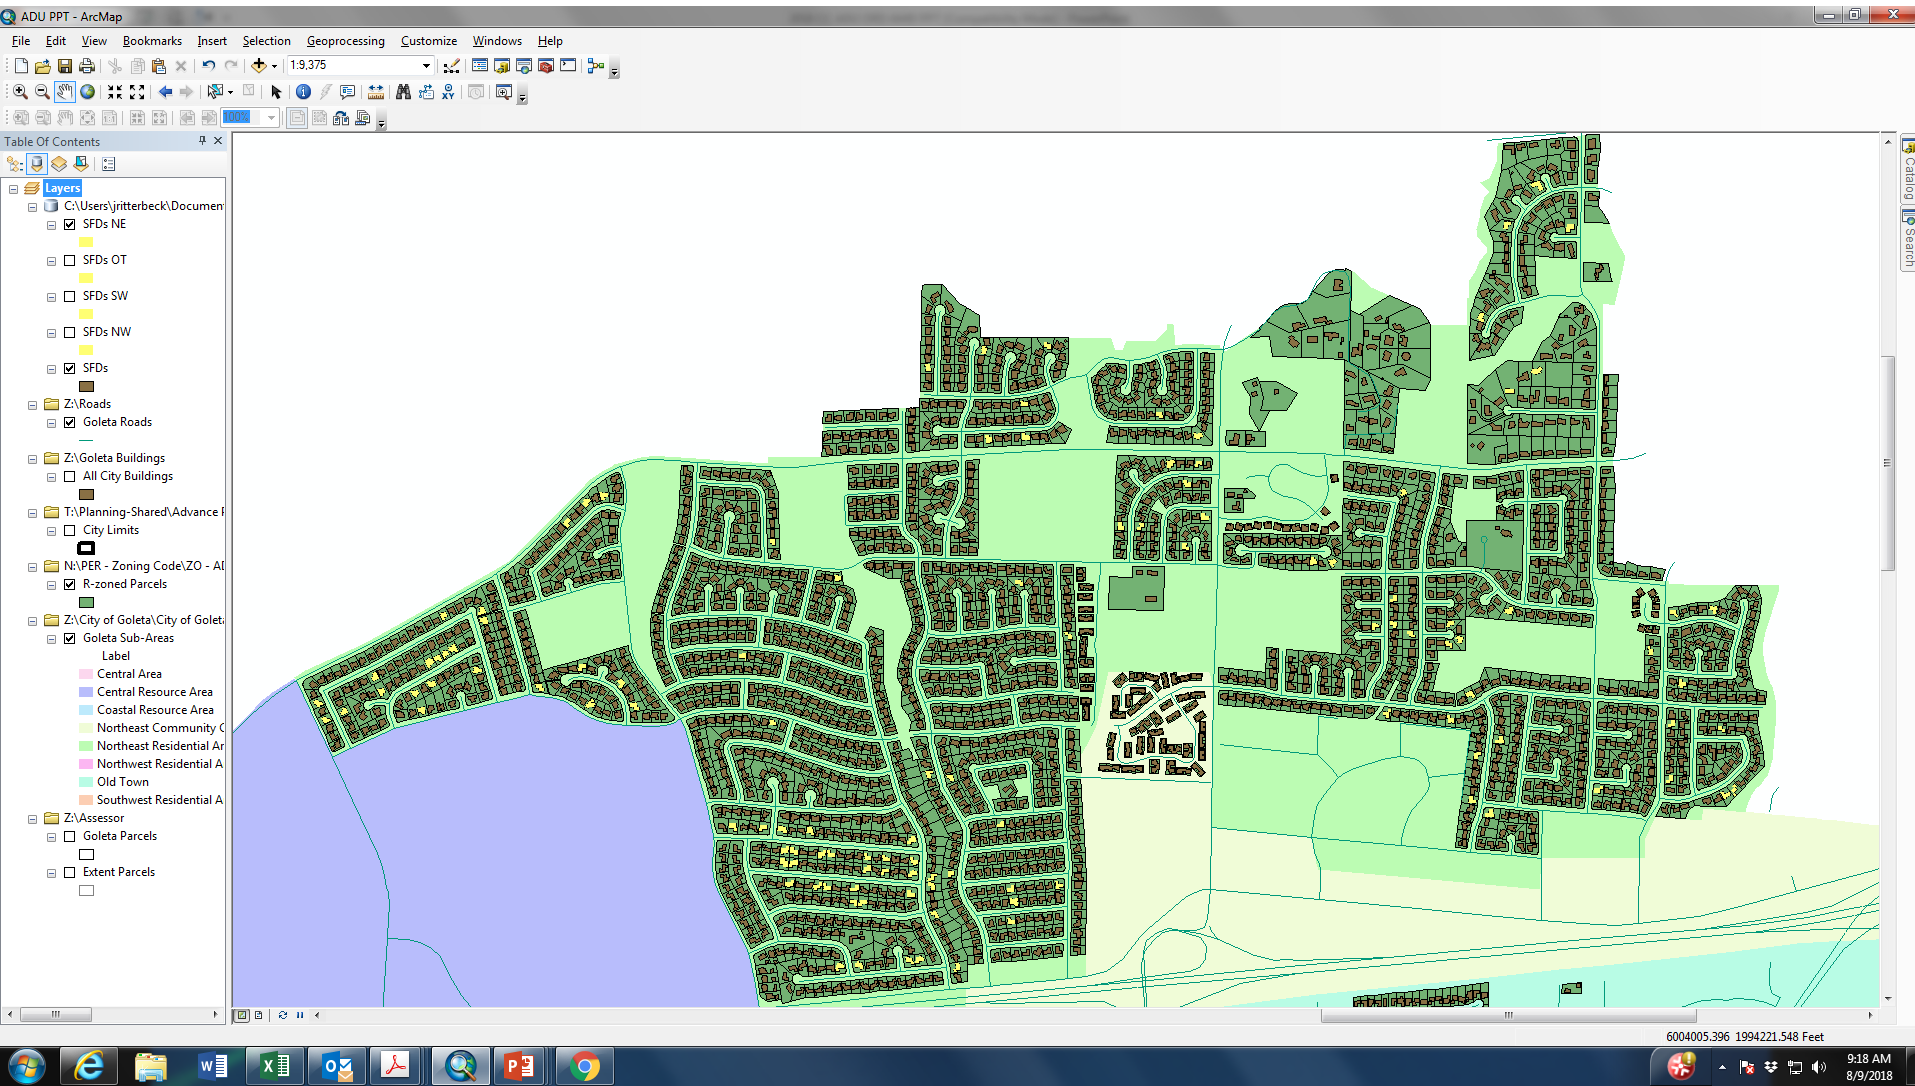 ADU PPT - ArcMap
File Edit View Bookmarks Insert Selection Geoprocessing Customize Windows Help
1:9,375
100%
Table Of Contents
Layers
C:\Users\jritterbeck\Documen
SFDs NE
SFDs OT
SFDs SW
SFDs NW
SFDs
Z:\Roads
Goleta Roads
Z:\Goleta Buildings
All City Buildings
T:\Planning-Shared\Advance P
City Limits
N:\PER - Zoning Code\ZO - AD
R-zoned Parcels
Z:\City of Goleta\City of Goleta
Goleta Sub-Areas
Label
Central Area
Central Resource Area
Coastal Resource Area
Northeast Community C
Northeast Residential Ar
Northwest Residential A
Old Town
Southwest Residential A
Z:\Assessor
Goleta Parcels
Extent Parcels
Catalog
Search
6004005.396 1994221.548 Feet
9:18 AM
8/9/2018